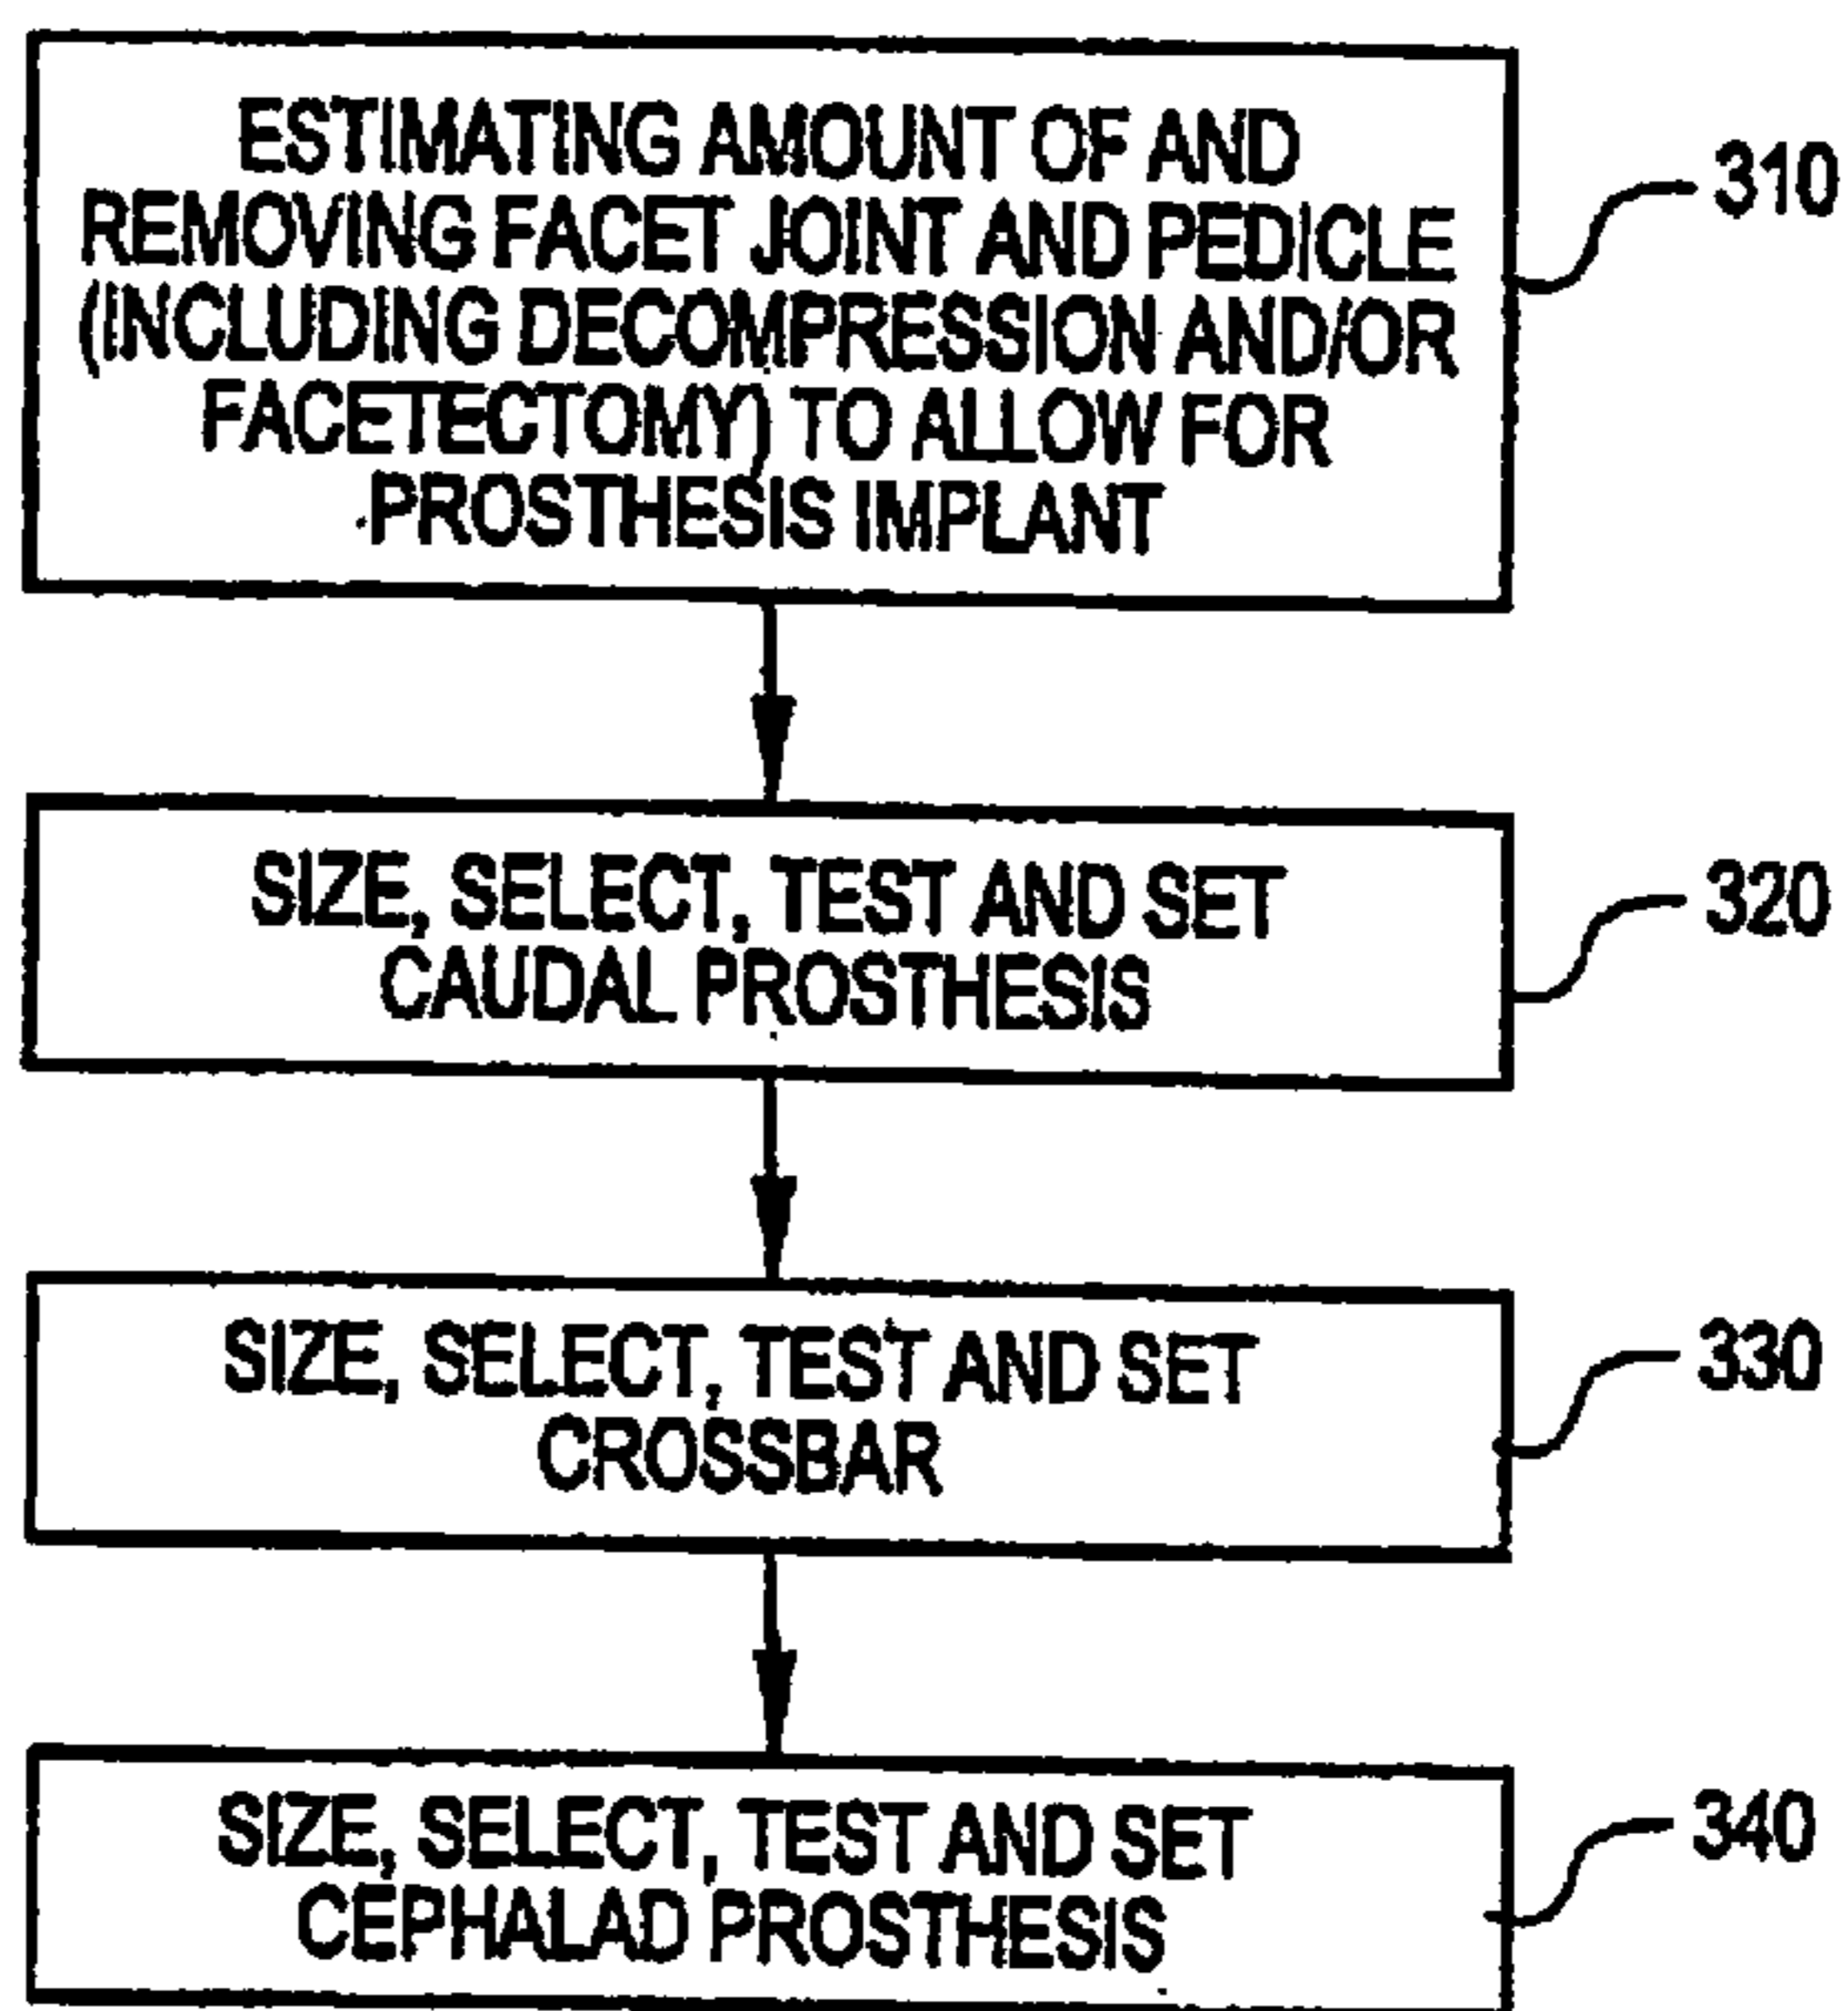 ESTIMATING AMOUNT OF AND
REMOVING FACET JOINT AND PEDICLE
(INCLUDING DECOMPRESSION AND/OR
FACETECTOMY) TO ALLOW FOR
PROSTHESIS IMPLANT
310
SIZE, SELECT, TEST AND SET
CAUDAL PROSTHESIS
320
SIZE, SELECT, TEST AND SET
CROSSBAR
330
SIZE, SELECT, TEST AND SET
CEPHALAD PROSTHESIS
340